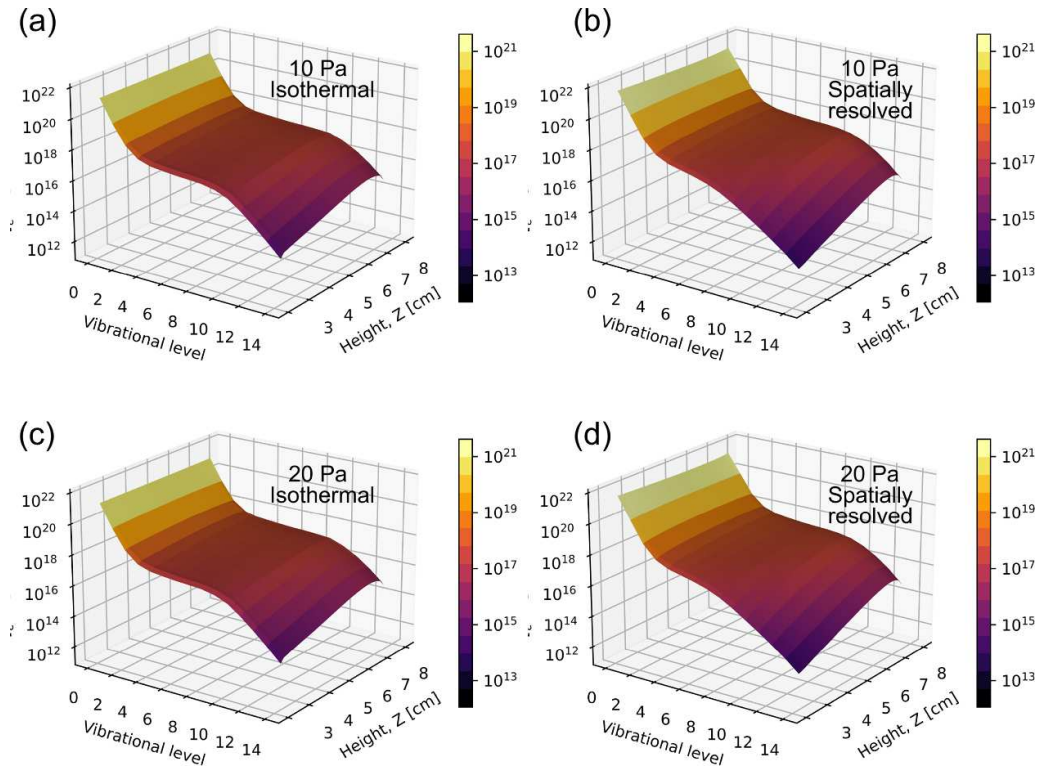 (a)
10 Pa
Isothermal
10²²
10²⁰
10¹⁸
10¹⁶
10¹⁴
10¹²
0 2 4 6 8 10 12 14
Vibrational level
3 4 5 6 7 8
Height, Z [cm]
10²¹
10¹⁹
10¹⁷
10¹⁵
10¹³
(b)
10 Pa
Spatially
resolved
10²²
10²⁰
10¹⁸
10¹⁶
10¹⁴
10¹²
0 2 4 6 8 10 12 14
Vibrational level
3 4 5 6 7 8
Height, Z [cm]
10²¹
10¹⁹
10¹⁷
10¹⁵
10¹³
(c)
20 Pa
Isothermal
10²²
10²⁰
10¹⁸
10¹⁶
10¹⁴
10¹²
0 2 4 6 8 10 12 14
Vibrational level
3 4 5 6 7 8
Height, Z [cm]
10²¹
10¹⁹
10¹⁷
10¹⁵
10¹³
(d)
20 Pa
Spatially
resolved
10²²
10²⁰
10¹⁸
10¹⁶
10¹⁴
10¹²
0 2 4 6 8 10 12 14
Vibrational level
3 4 5 6 7 8
Height, Z [cm]
10²¹
10¹⁹
10¹⁷
10¹⁵
10¹³